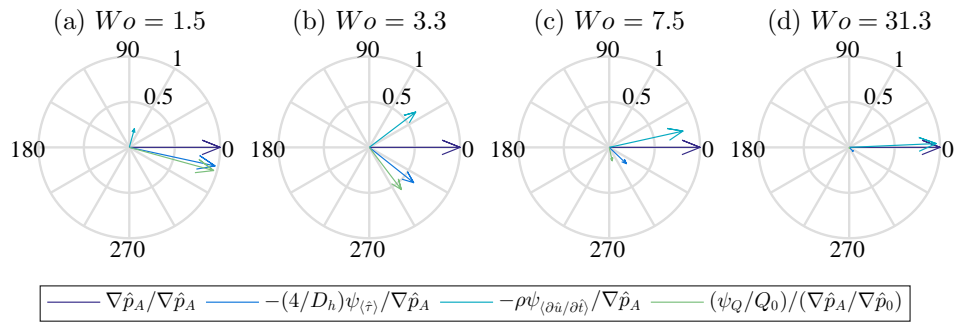 (a) Wo = 1.5 (b) Wo = 3.3 (c) Wo = 7.5 (d) Wo = 31.3
90 1 90 1 90 1 90 1
0.5 0.5 0.5 0.5
180 0 180 0 180 0 180 0
270 270 270 270
∇p̂_A/∇p̂_A −(4/D_h)ψ_⟨τ̂⟩/∇p̂_A −ρψ_⟨∂û/∂t̂⟩/∇p̂_A (ψ_Q/Q_0)/(∇p̂_A/∇p̂_0)